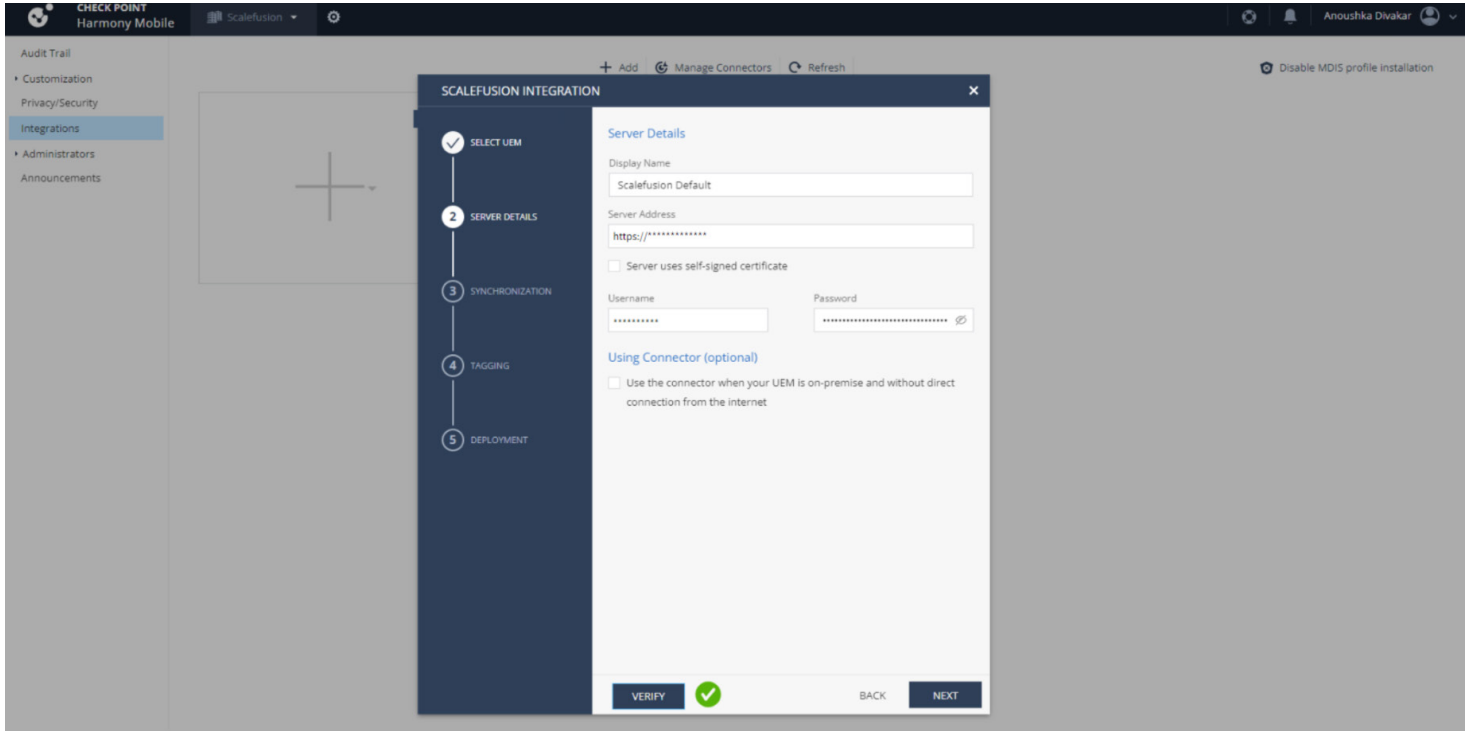 CHECK POINT
Harmony Mobile
Scalefusion
Anoushka Divakar
Audit Trail
Customization
Privacy/Security
Integrations
Administrators
Announcements
Add
Manage Connectors
Refresh
Disable MDIS profile installation
SCALEFUSION INTEGRATION
SELECT UEM
2 SERVER DETAILS
3 SYNCHRONIZATION
4 TAGGING
5 DEPLOYMENT
Server Details
Display Name
Scalefusion Default
Server Address
https://*************
Server uses self-signed certificate
Username
Password
Using Connector (optional)
Use the connector when your UEM is on-premise and without direct
connection from the internet
VERIFY
BACK
NEXT